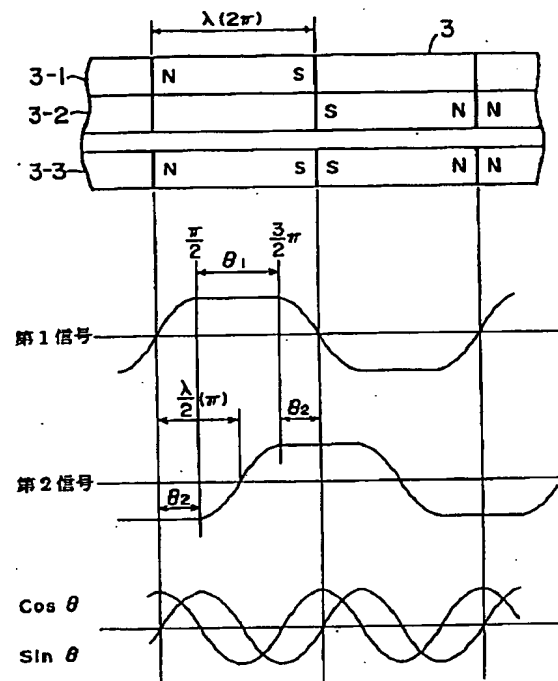 λ(2π)
3
3-1
N S
3-2
S N N
3-3
N S S N N
π/2
3/2 π
θ1
第1信号
λ/2 (π)
θ2
第2信号
θ2
Cos θ
Sin θ